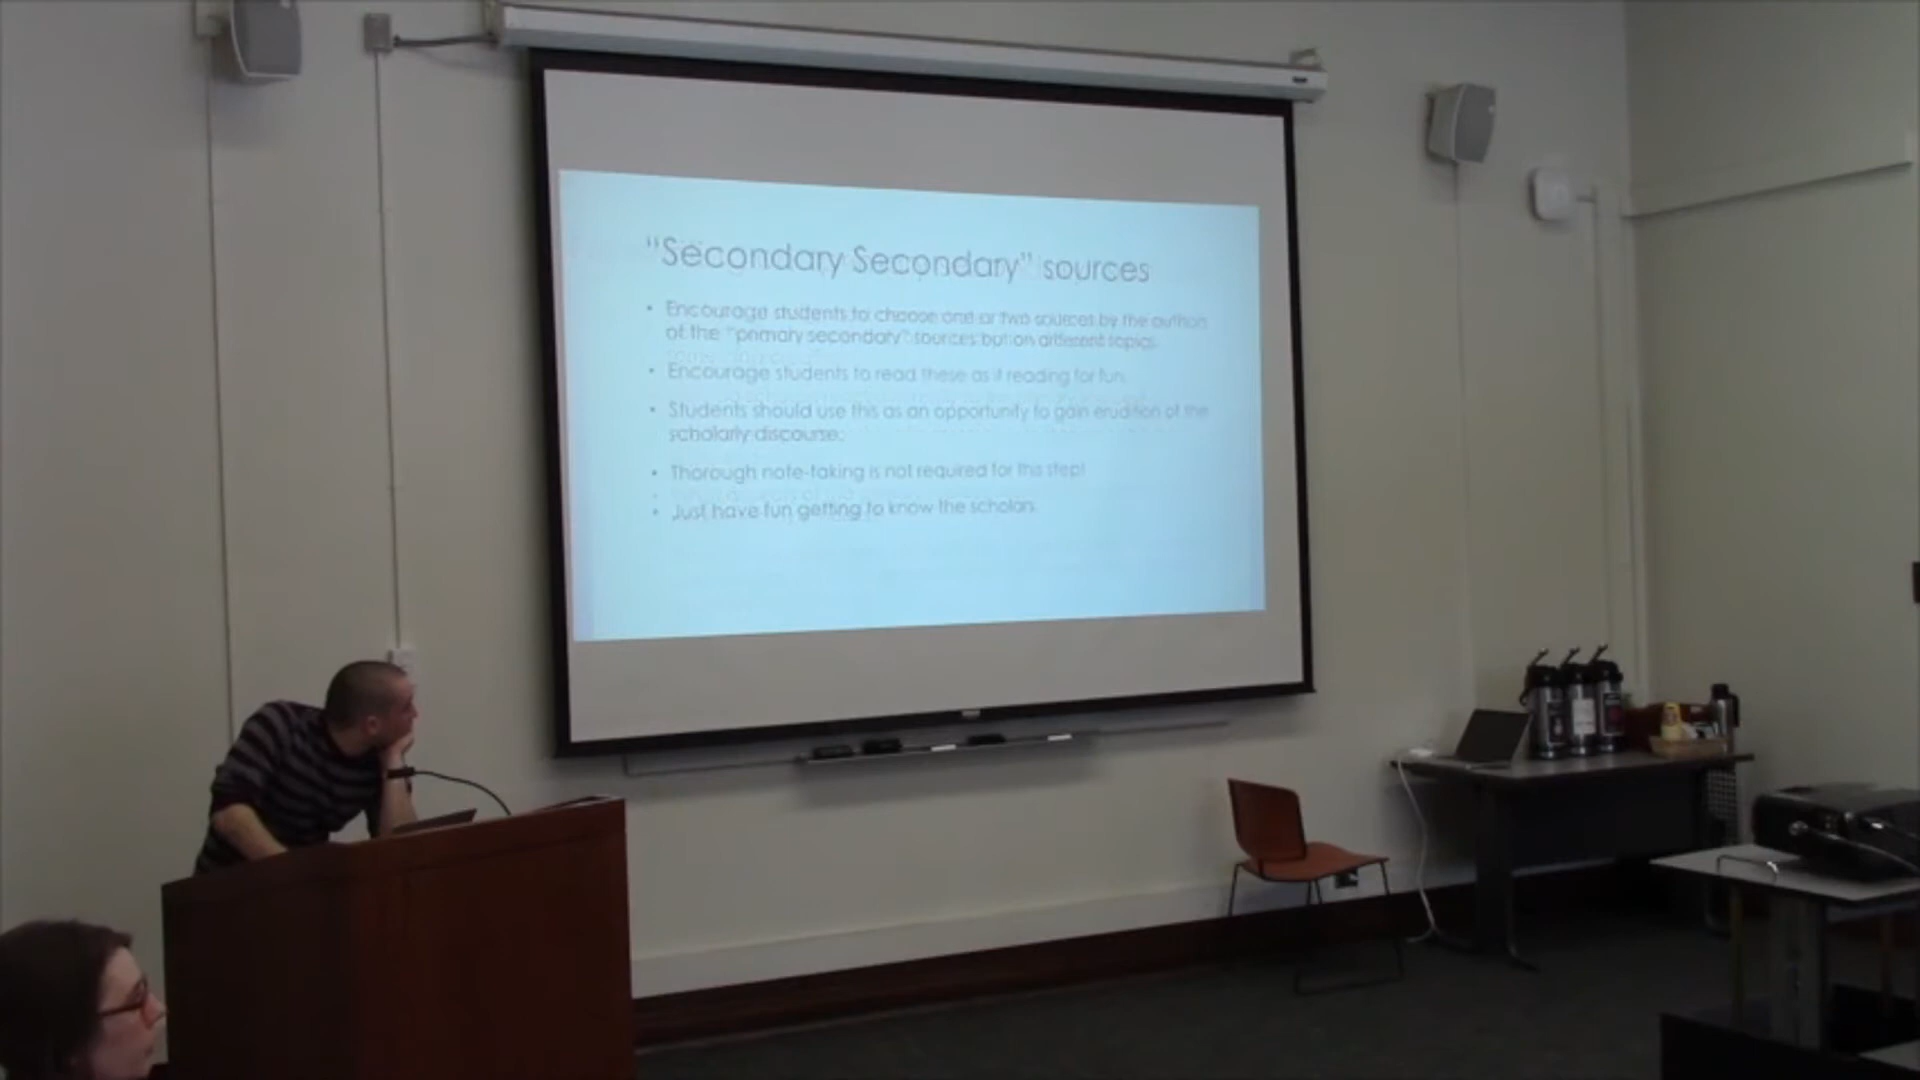 "Secondary Secondary" sources
• Encourage students to choose one or two sources by the author
of the "primary secondary" sources but on different topics.
• Encourage students to read these as if reading for fun.
• Students should use this as an opportunity to gain erudition of the
scholarly discourse.
• Thorough note-taking is not required for this step!
• Just have fun getting to know the scholars.